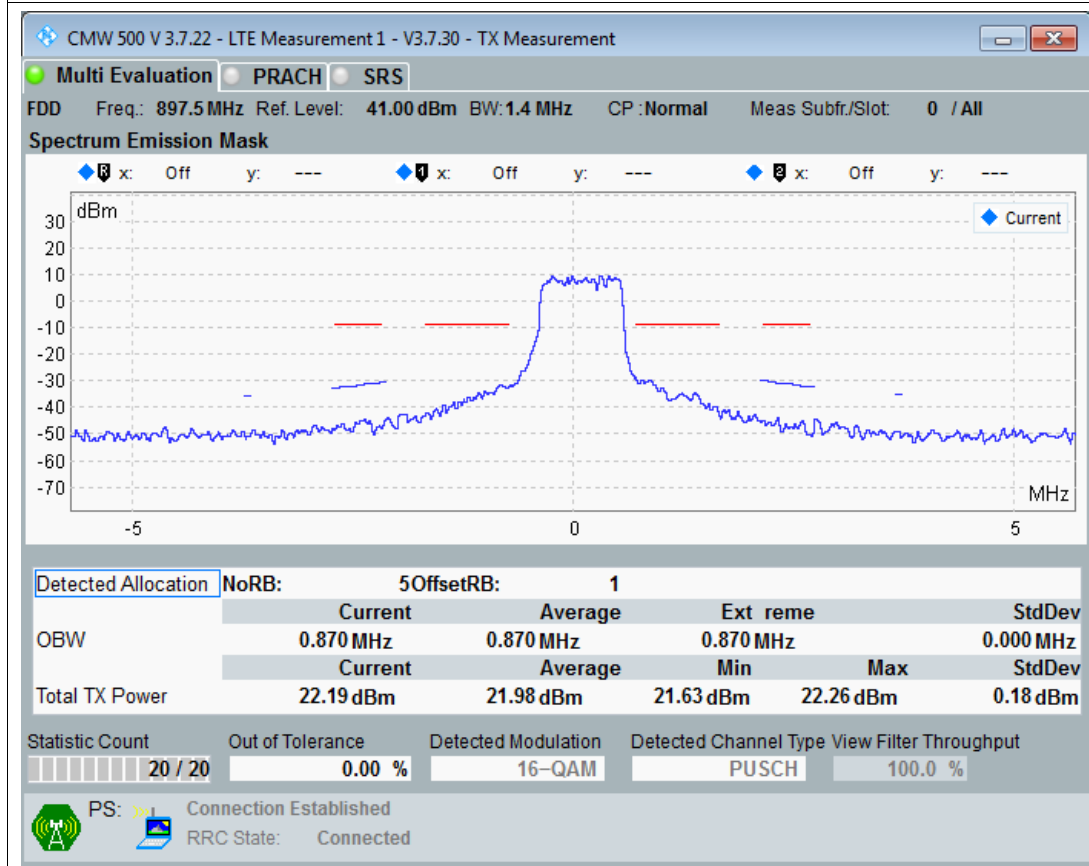 CMW 500 V 3.7.22 - LTE Measurement 1 - V3.7.30 - TX Measurement
Multi Evaluation PRACH SRS
FDD Freq.: 897.5 MHz Ref. Level: 41.00 dBm BW: 1.4 MHz CP : Normal Meas Subfr./Slot: 0 / All
Spectrum Emission Mask
R x: Off y: --- 1 x: Off y: --- 2 x: Off y: ---
dBm
Current
30
20
10
0
-10
-20
-30
-40
-50
-60
-70
MHz
-5 0 5
Detected Allocation NoRB: 5 OffsetRB: 1
Current Average Ext reme StdDev
OBW 0.870 MHz 0.870 MHz 0.870 MHz 0.000 MHz
Current Average Min Max StdDev
Total TX Power 22.19 dBm 21.98 dBm 21.63 dBm 22.26 dBm 0.18 dBm
Statistic Count Out of Tolerance Detected Modulation Detected Channel Type View Filter Throughput
20 / 20 0.00 % 16-QAM PUSCH 100.0 %
PS: Connection Established
RRC State: Connected